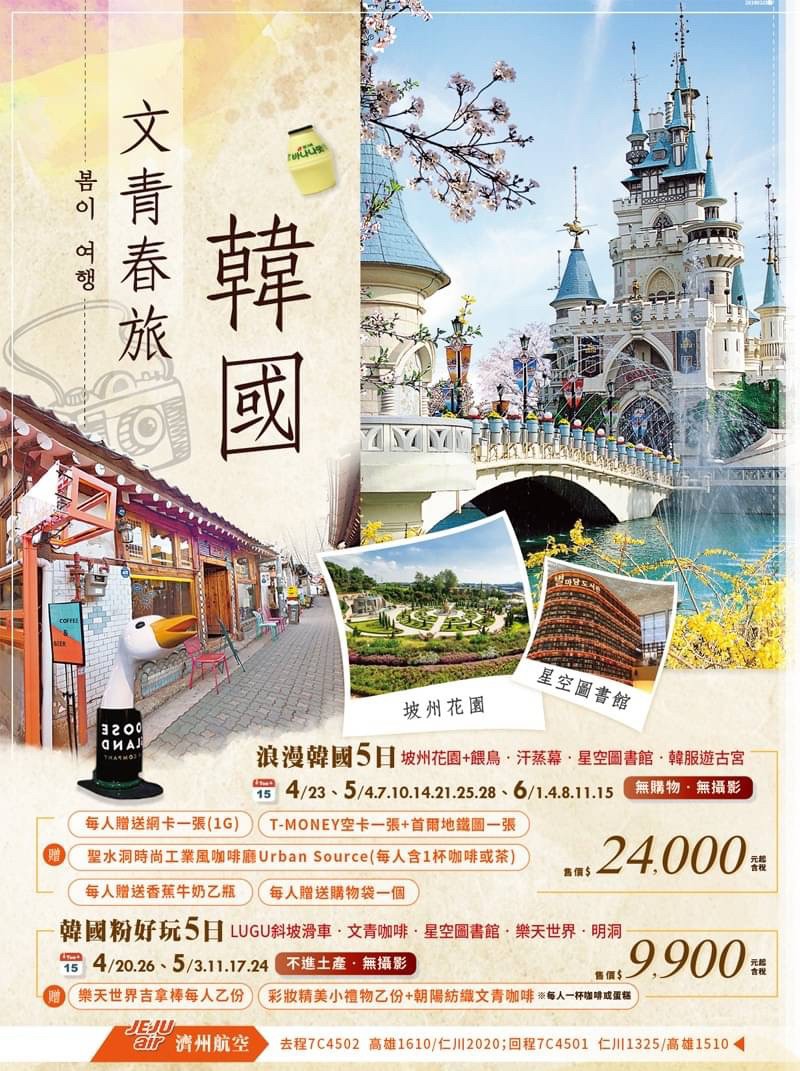 韓國
文青春旅
봄이 여행
바나나맛
COFFEE
&
BEER
坡州花園
星空圖書館
浪漫韓國5日 坡州花園+餵鳥．汗蒸幕．星空圖書館．韓服遊古宮
15 4/23、5/4.7.10.14.21.25.28、6/1.4.8.11.15 無購物．無攝影
每人贈送網卡一張(1G) T-MONEY空卡一張+首爾地鐵圖一張
贈 聖水洞時尚工業風咖啡廳Urban Source(每人含1杯咖啡或茶)
售價$24,000元起含稅
每人贈送香蕉牛奶乙瓶 每人贈送購物袋一個
韓國粉好玩5日 LUGU斜坡滑車．文青咖啡．星空圖書館．樂天世界．明洞
15 4/20.26、5/3.11.17.24 不進土產．無攝影
售價$9,900元起含稅
贈 樂天世界吉拿棒每人乙份 彩妝精美小禮物乙份+朝陽紡織文青咖啡 ※每人一杯咖啡或蛋糕
JEJU air 濟州航空 去程7C4502 高雄1610/仁川2020;回程7C4501 仁川1325/高雄1510